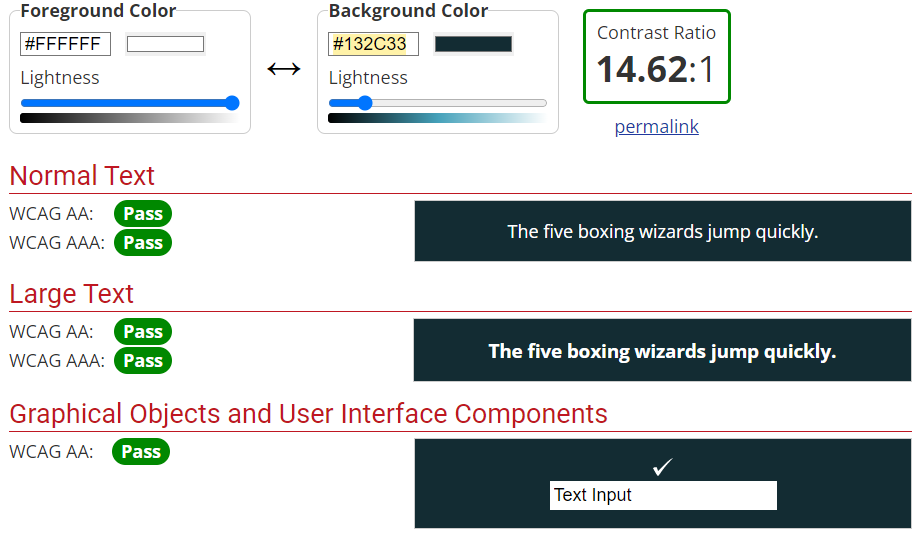 Foreground Color
#FFFFFF
Lightness
Background Color
#132C33
Lightness
Contrast Ratio
14.62:1
permalink
Normal Text
WCAG AA: Pass
WCAG AAA: Pass
The five boxing wizards jump quickly.
Large Text
WCAG AA: Pass
WCAG AAA: Pass
The five boxing wizards jump quickly.
Graphical Objects and User Interface Components
WCAG AA: Pass
Text Input